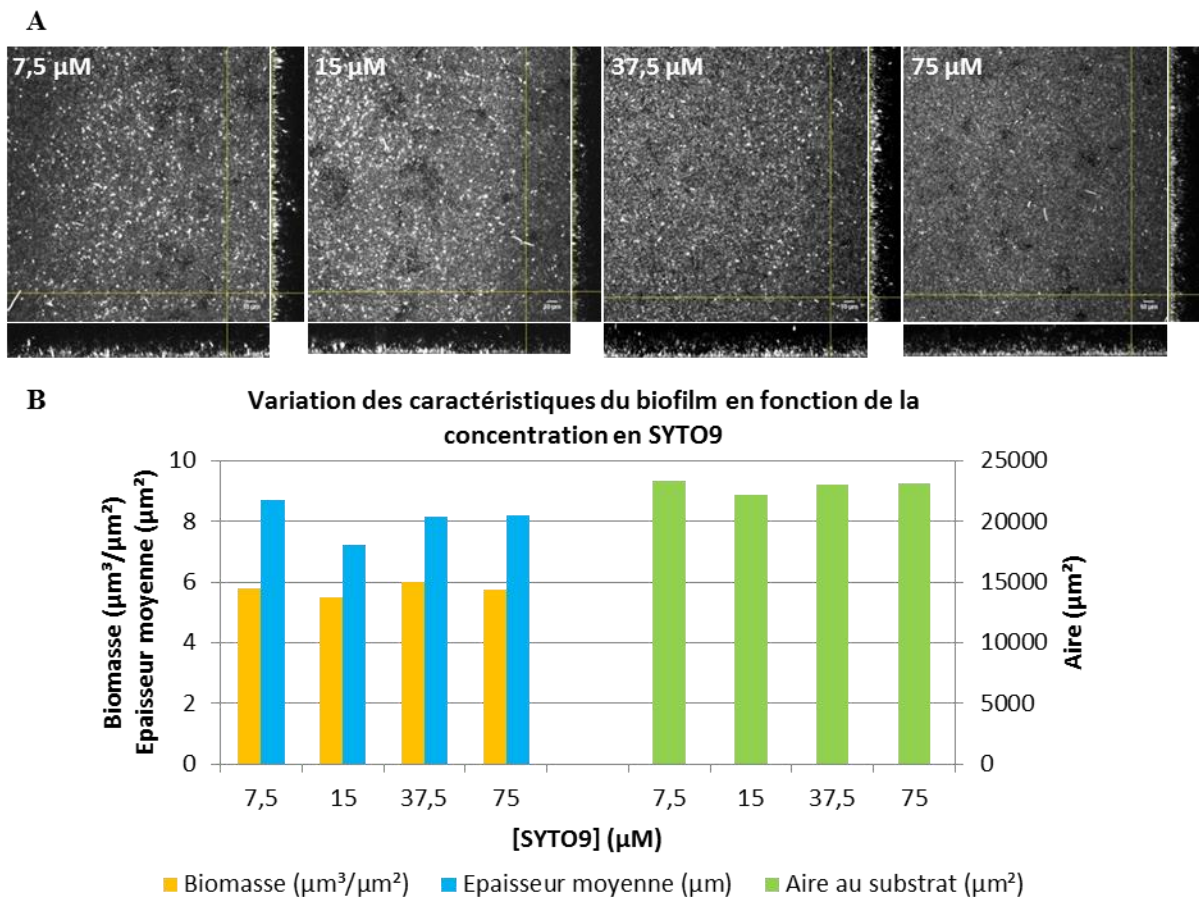 A
7,5 µM
15 µM
37,5 µM
75 µM
B
Variation des caractéristiques du biofilm en fonction de la
concentration en SYTO9
Biomasse (µm³/µm²)
Epaisseur moyenne (µm²)
10
8
6
4
2
0
25000
20000
15000
10000
5000
0
Aire (µm²)
7,5 15 37,5 75 7,5 15 37,5 75
[SYTO9] (µM)
Biomasse (µm³/µm²) Epaisseur moyenne (µm) Aire au substrat (µm²)